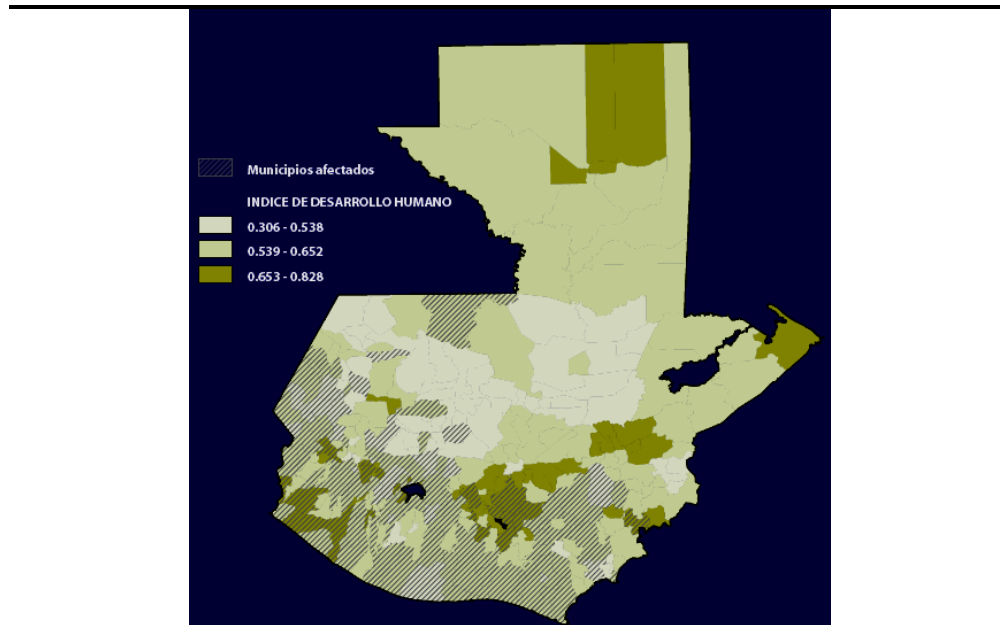 Municipios afectados
INDICE DE DESARROLLO HUMANO
0.306 - 0.538
0.539 - 0.652
0.653 - 0.828